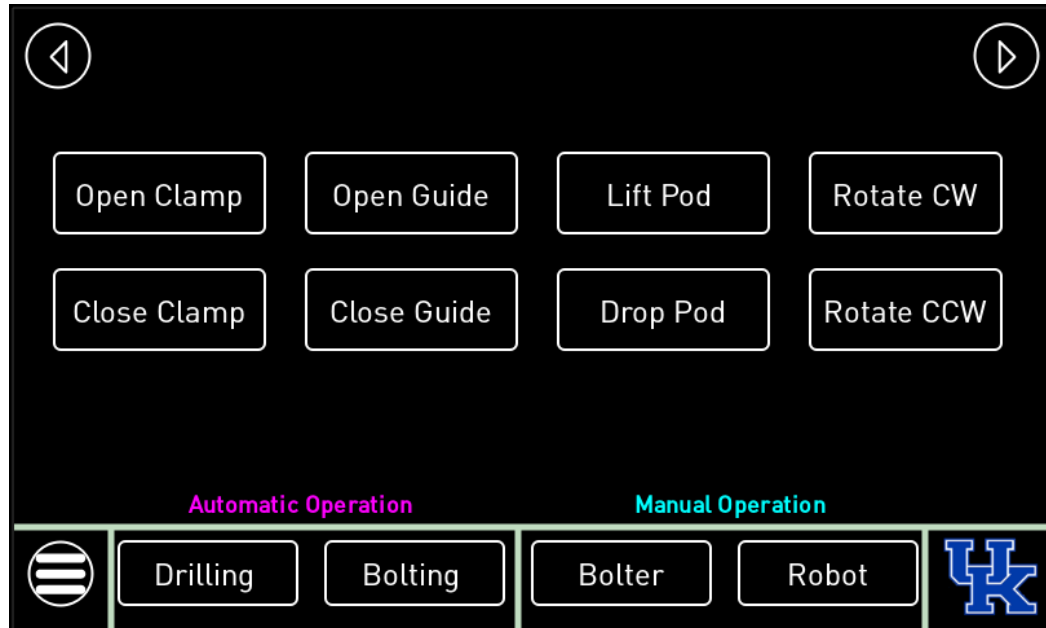 Open Clamp Open Guide Lift Pod Rotate CW
Close Clamp Close Guide Drop Pod Rotate CCW
Automatic Operation Manual Operation
Drilling Bolting Bolter Robot UK